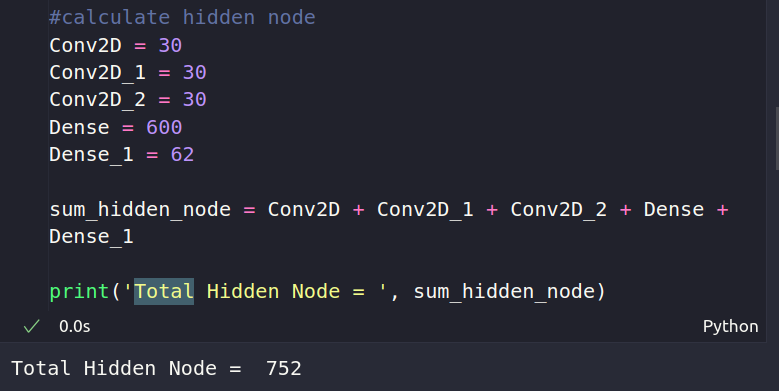 #calculate hidden node
Conv2D = 30
Conv2D_1 = 30
Conv2D_2 = 30
Dense = 600
Dense_1 = 62
sum_hidden_node = Conv2D + Conv2D_1 + Conv2D_2 + Dense +
Dense_1
print('Total Hidden Node = ', sum_hidden_node)
0.0s Python
Total Hidden Node =  752